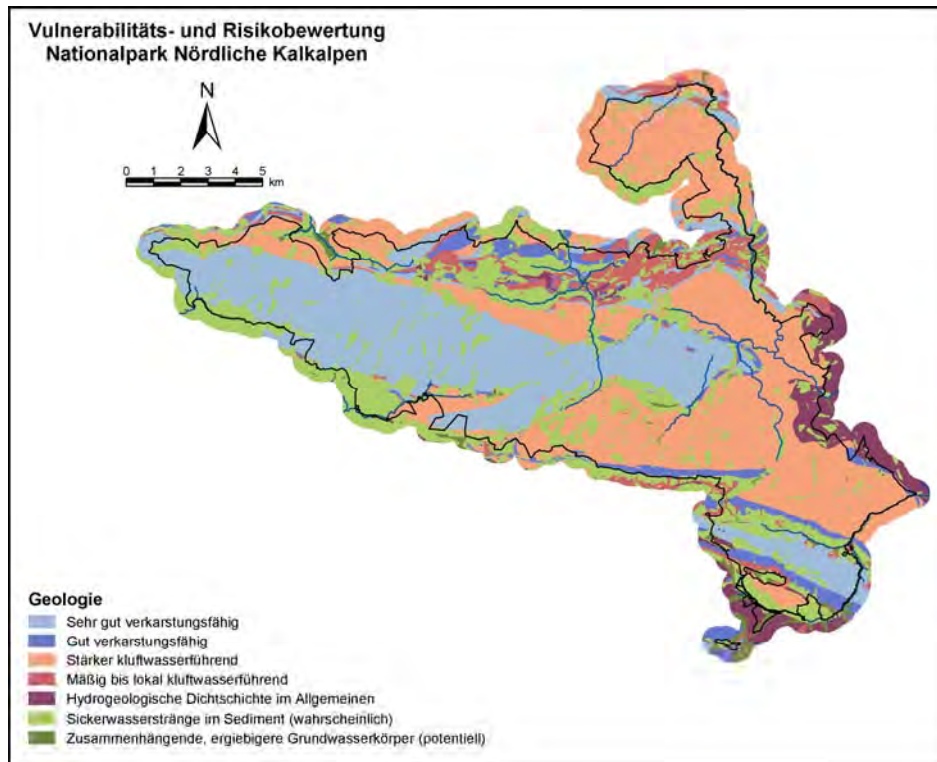 Vulnerabilitäts- und Risikobewertung
Nationalpark Nördliche Kalkalpen
N
0 1 2 3 4 5
km
Geologie
Sehr gut verkarstungsfähig
Gut verkarstungsfähig
Stärker kluftwasserführend
Mäßig bis lokal kluftwasserführend
Hydrogeologische Dichtschichte im Allgemeinen
Sickerwasserstränge im Sediment (wahrscheinlich)
Zusammenhängende, ergiebigere Grundwasserkörper (potentiell)